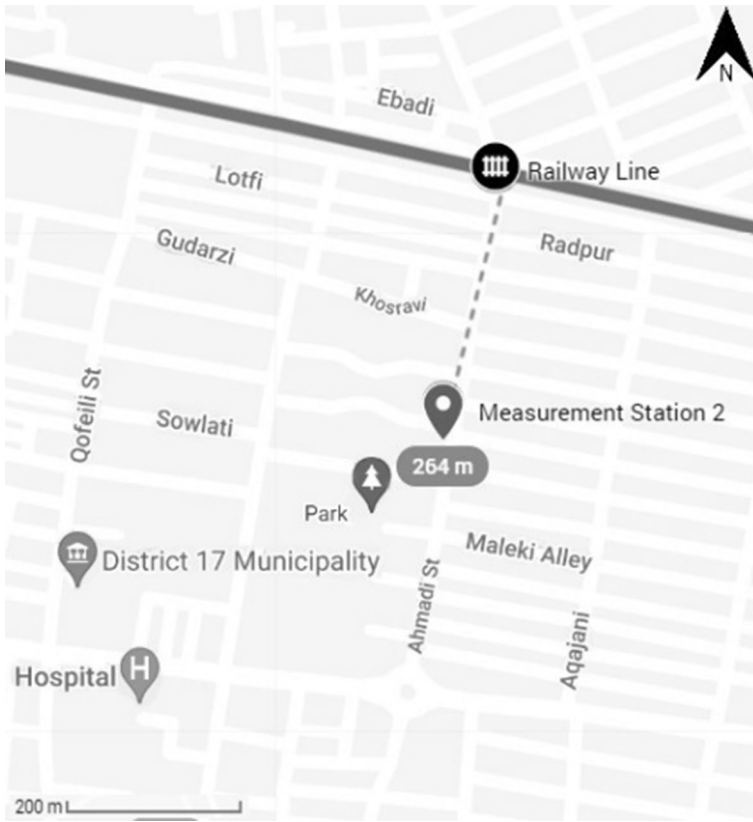 N
Ebadi
Railway Line
Lotfi
Radpur
Gudarzi
Khostavi
Qofeili St
Sowlati
Measurement Station 2
264 m
Park
Maleki Alley
District 17 Municipality
Ahmadi St
Aqajani
Hospital
H
200 m